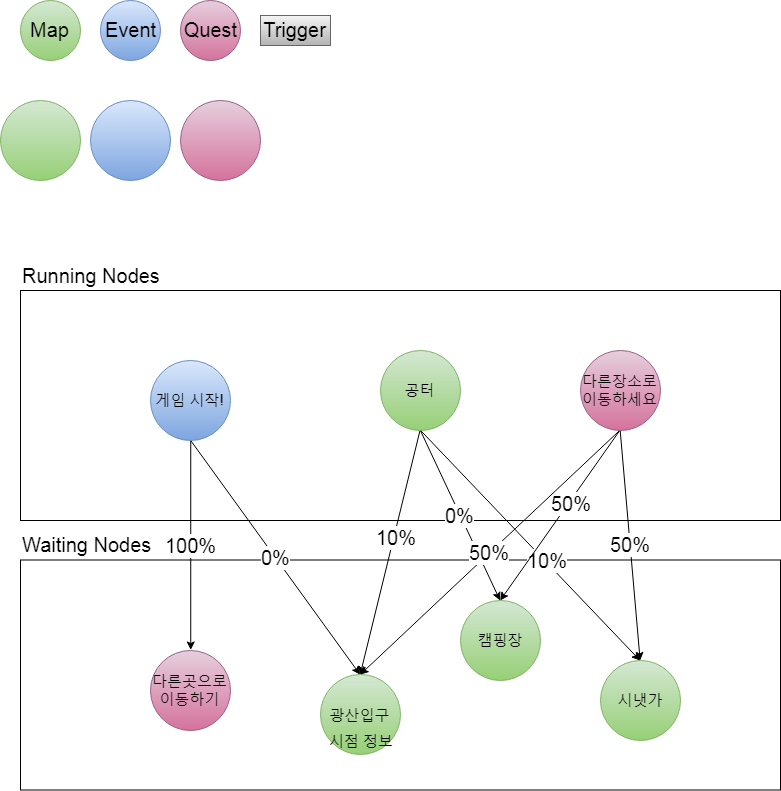 Map
Event
Quest
Trigger
Running Nodes
게임 시작!
공터
다른장소로
이동하세요
50%
0%
10%
Waiting Nodes
100%
0%
50%
10%
50%
캠핑장
다른곳으로
이동하기
광산입구
시점 정보
시냇가